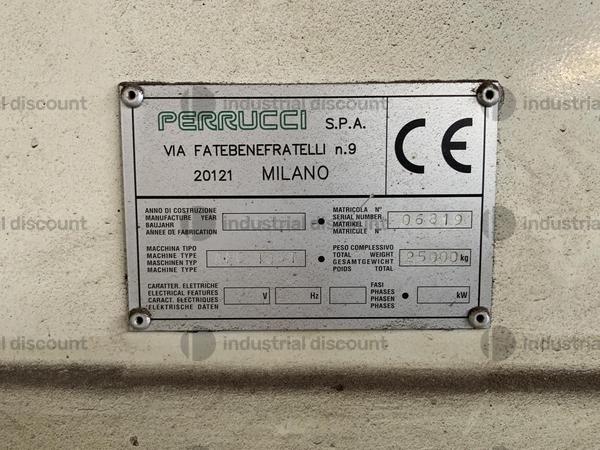 PERRUCCI S.P.A.
VIA FATEBENEFRATELLI n.9
20121 MILANO
CE
ANNO DI COSTRUZIONE
MANUFACTURE YEAR
BAUJAHR
ANNEE DE FABRICATION
MATRICOLA N°
SERIAL NUMBER
MATRIKEL
MATRICULE N°
06819
MACCHINA TIPO
MACHINE TYPE
MASCHINEN TYP
MACHINE TYPE
PESO COMPLESSIVO
TOTAL WEIGHT
GESAMTGEWICHT
POIDS TOTAL
25000 kg
CARATTER. ELETTRICHE
ELECTRICAL FEATURES
CARACT. ELECTRIQUES
ELEKTRISCHE DATEN
V
Hz
FASI
PHASES
PHASEN
PHASES
kW
industrial discount
industrial discount
industrial discount
industrial discount
industrial discount
industrial discount